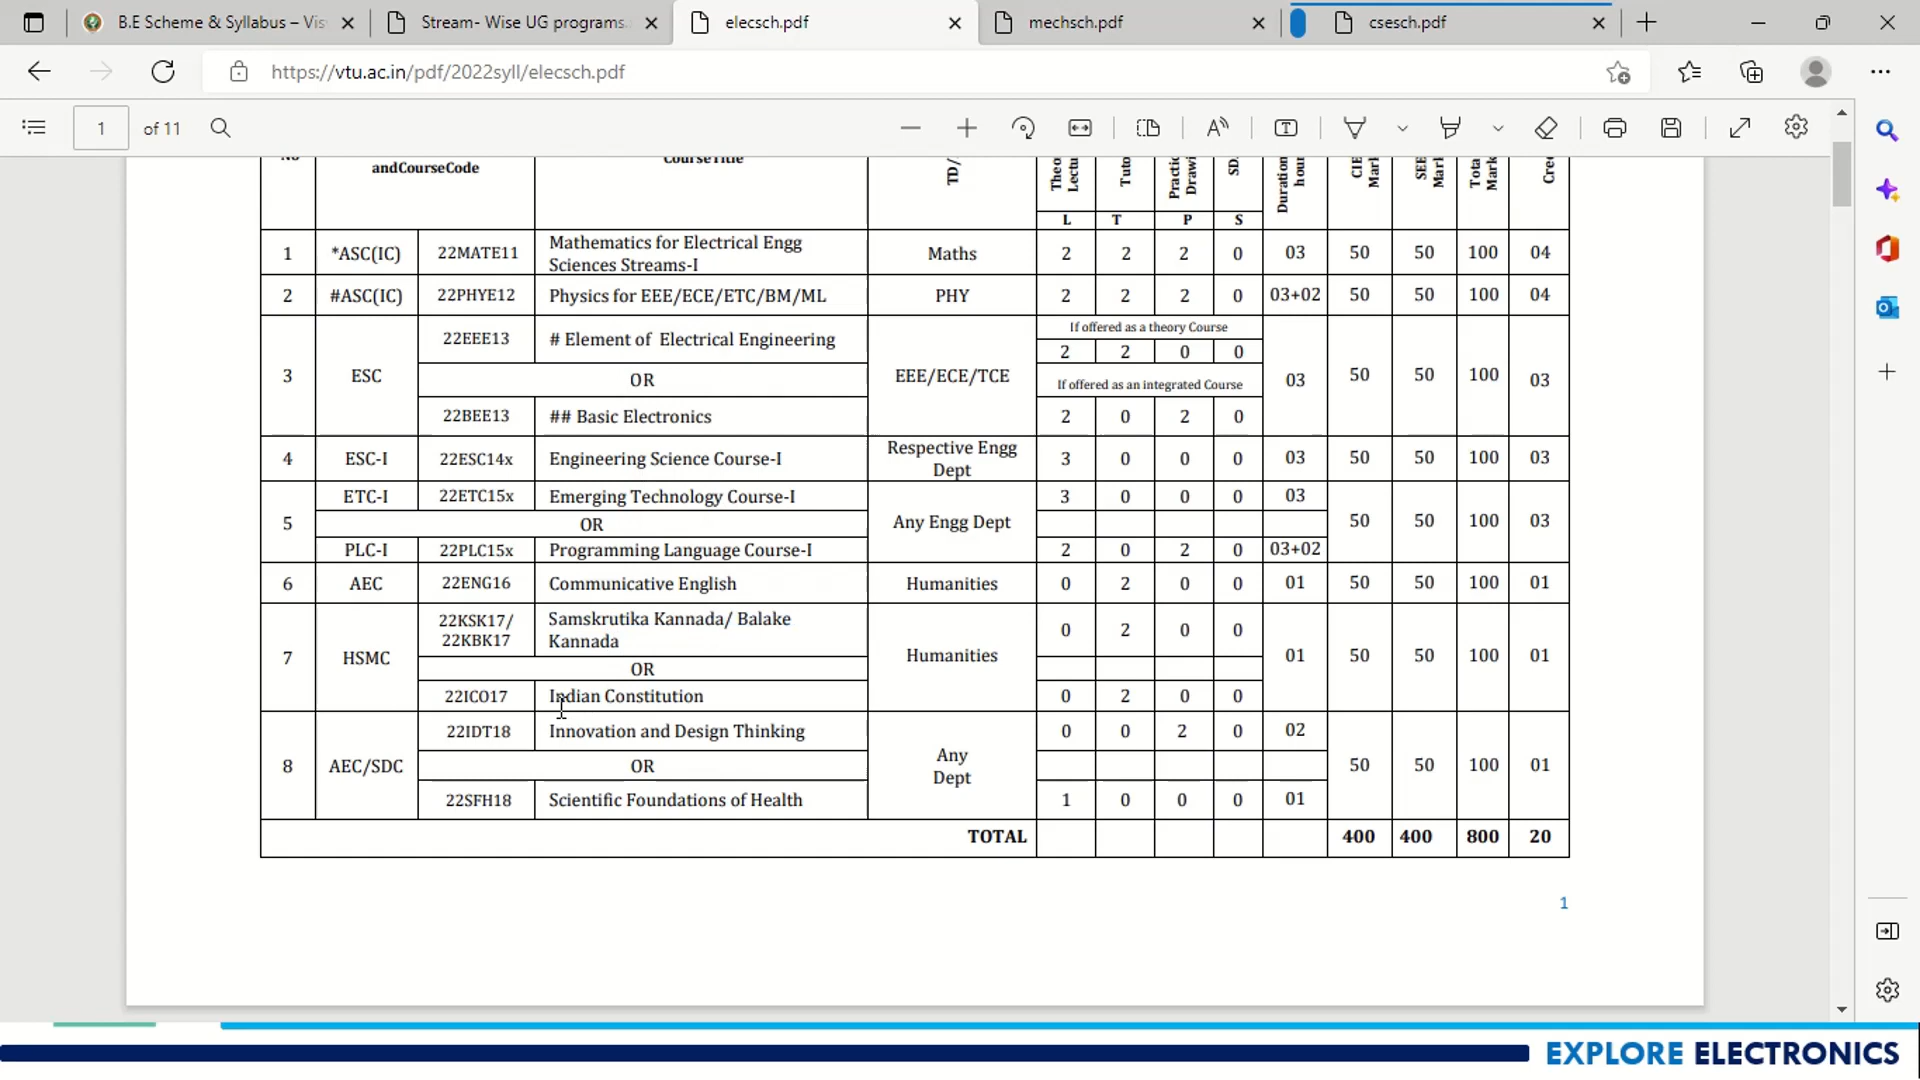 B.E Scheme & Syllabus – Vis
Stream- Wise UG programs.
elecsch.pdf
mechsch.pdf
csesch.pdf
https://vtu.ac.in/pdf/2022syll/elecsch.pdf
1 of 11
andCourseCode
CourseTitle
TD/
L T P S
1 *ASC(IC) 22MATE11 Mathematics for Electrical Engg Sciences Streams-I Maths 2 2 2 0 03 50 50 100 04
2 #ASC(IC) 22PHYE12 Physics for EEE/ECE/ETC/BM/ML PHY 2 2 2 0 03+02 50 50 100 04
If offered as a theory Course
22EEE13 # Element of Electrical Engineering 2 2 0 0
3 ESC OR EEE/ECE/TCE If offered as an integrated Course 03 50 50 100 03
22BEE13 ## Basic Electronics 2 0 2 0
4 ESC-I 22ESC14x Engineering Science Course-I Respective Engg Dept 3 0 0 0 03 50 50 100 03
ETC-I 22ETC15x Emerging Technology Course-I 3 0 0 0 03
5 OR Any Engg Dept 50 50 100 03
PLC-I 22PLC15x Programming Language Course-I 2 0 2 0 03+02
6 AEC 22ENG16 Communicative English Humanities 0 2 0 0 01 50 50 100 01
22KSK17/ 22KBK17 Samskrutika Kannada/ Balake Kannada 0 2 0 0
7 HSMC OR Humanities 01 50 50 100 01
22ICO17 Indian Constitution 0 2 0 0
22IDT18 Innovation and Design Thinking 0 0 2 0 02
8 AEC/SDC OR Any Dept 50 50 100 01
22SFH18 Scientific Foundations of Health 1 0 0 0 01
TOTAL 400 400 800 20
1
EXPLORE ELECTRONICS